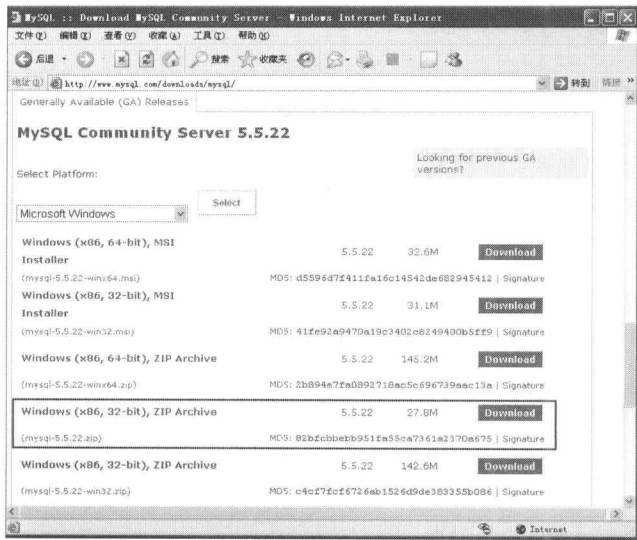 MySQL :: Download MySQL Community Server - Windows Internet Explorer
文件(F) 编辑(E) 查看(V) 收藏(A) 工具(T) 帮助(H)
后退 搜索 收藏夹
地址(D) http://www.mysql.com/downloads/mysql/ 转到 链接 »
Generally Available (GA) Releases
MySQL Community Server 5.5.22
Looking for previous GA versions?
Select Platform:
Microsoft Windows Select
Windows (x86, 64-bit), MSI Installer 5.5.22 32.6M Download
(mysql-5.5.22-winx64.msi) MD5: d5596d7f411fa16c14542de682945412 | Signature
Windows (x86, 32-bit), MSI Installer 5.5.22 31.1M Download
(mysql-5.5.22-win32.msi) MD5: 41fe92a9470a19c3402c8249400b5ff9 | Signature
Windows (x86, 64-bit), ZIP Archive 5.5.22 145.2M Download
(mysql-5.5.22-winx64.zip) MD5: 2b894e7fa0892718ac5c696739aac13a | Signature
Windows (x86, 32-bit), ZIP Archive 5.5.22 27.8M Download
(mysql-5.5.22.zip) MD5: 82bfcbbebb951fa55ca7361a2370a675 | Signature
Windows (x86, 32-bit), ZIP Archive 5.5.22 142.6M Download
(mysql-5.5.22-win32.zip) MD5: c4cf7fcf6726ab1526d9de383355b086 | Signature
Internet